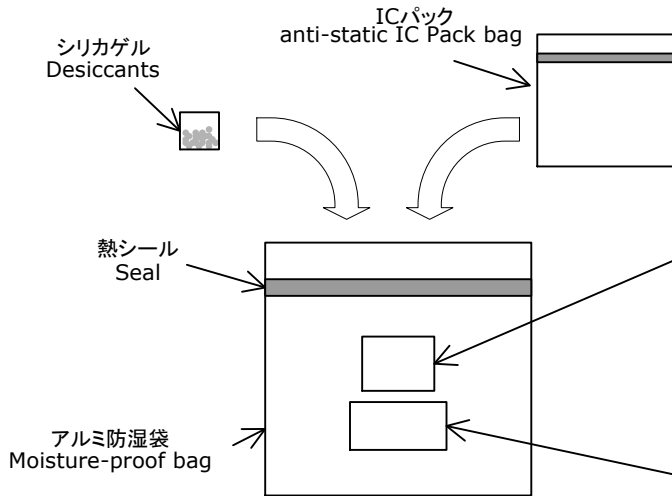 ICパック
anti-static IC Pack bag
シリカゲル
Desiccants
熱シール
Seal
アルミ防湿袋
Moisture-proof bag